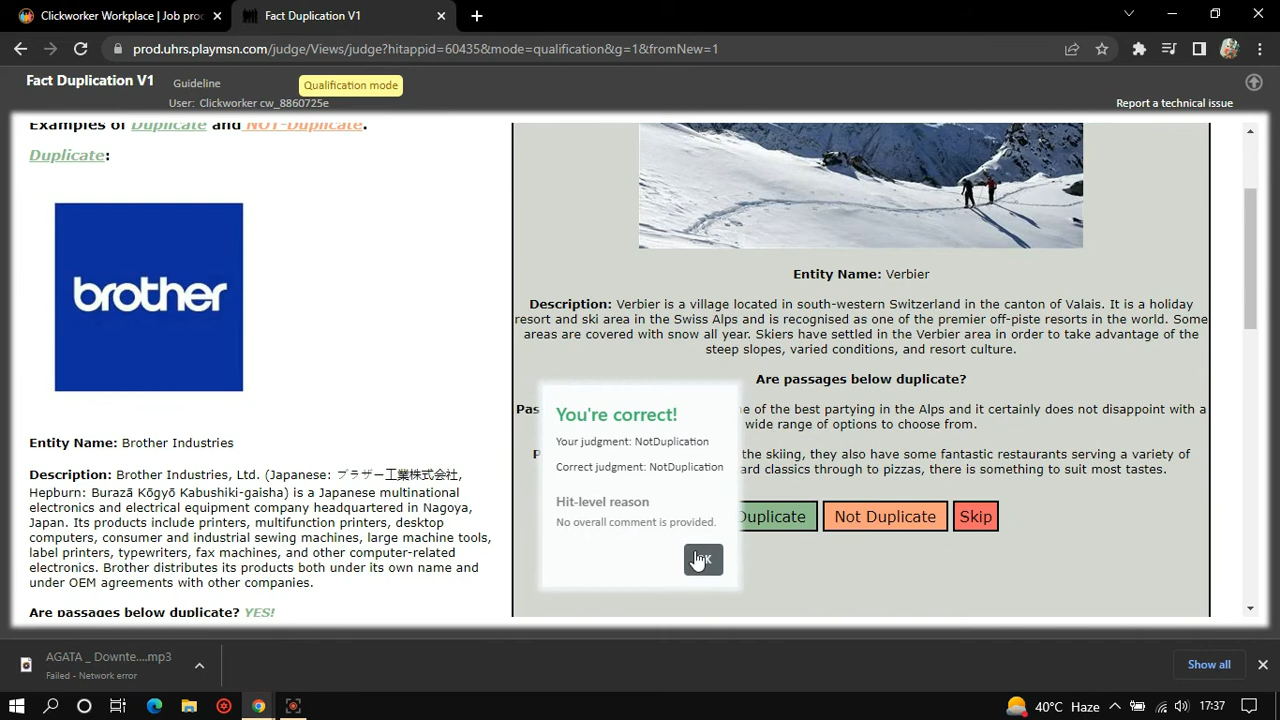 Clickworker Workplace | Job pro
Fact Duplication V1
prod.uhrs.playmsn.com/judge/Views/judge?hitappid=60435&mode=qualification&g=1&fromNew=1
Fact Duplication V1
Guideline
Qualification mode
User: Clickworker cw_8860725e
Report a technical issue
Examples of Duplicate and NOT-Duplicate.
Duplicate:
brother
Entity Name: Brother Industries
Description: Brother Industries, Ltd. (Japanese: ブラザー工業株式会社,
Hepburn: Burazā Kōgyō Kabushiki-gaisha) is a Japanese multinational
electronics and electrical equipment company headquartered in Nagoya,
Japan. Its products include printers, multifunction printers, desktop
computers, consumer and industrial sewing machines, large machine tools,
label printers, typewriters, fax machines, and other computer-related
electronics. Brother distributes its products both under its own name and
under OEM agreements with other companies.
Are passages below duplicate? YES!
Entity Name: Verbier
Description: Verbier is a village located in south-western Switzerland in the canton of Valais. It is a holiday
resort and ski area in the Swiss Alps and is recognised as one of the premier off-piste resorts in the world. Some
areas are covered with snow all year. Skiers have settled in the Verbier area in order to take advantage of the
steep slopes, varied conditions, and resort culture.
Are passages below duplicate?
of the best partying in the Alps and it certainly does not disappoint with a
wide range of options to choose from.
the skiing, they also have some fantastic restaurants serving a variety of
classics through to pizzas, there is something to suit most tastes.
Duplicate
Not Duplicate
Skip
You're correct!
Your judgment: NotDuplication
Correct judgment: NotDuplication
Hit-level reason
No overall comment is provided.
AGATA _ Downte....mp3
Failed - Network error
Show all
40°C Haze
17:37